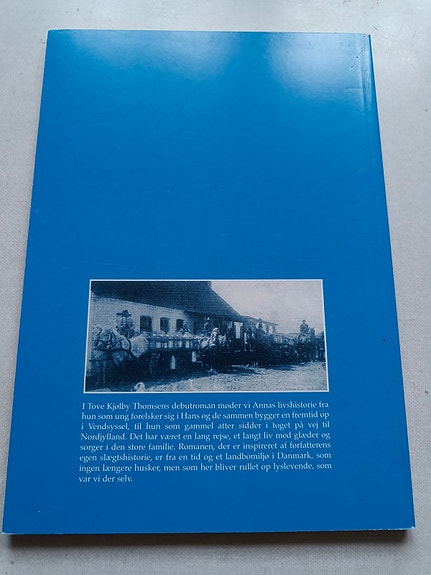 I Tove Kjølby Thomsens debutroman møder vi Annas livshistorie fra
hun som ung forelsker sig i Hans og de sammen bygger en fremtid op
i Vendsyssel, til hun som gammel atter sidder i toget på vej til
Nordjylland. Det har været en lang rejse, et langt liv med glæder og
sorger i den store familie. Romanen, der er inspireret af forfatterens
egen slægtshistorie, er fra en tid og et landbomiljø i Danmark, som
ingen længere husker, men som her bliver rullet op lyslevende, som
var vi der selv.